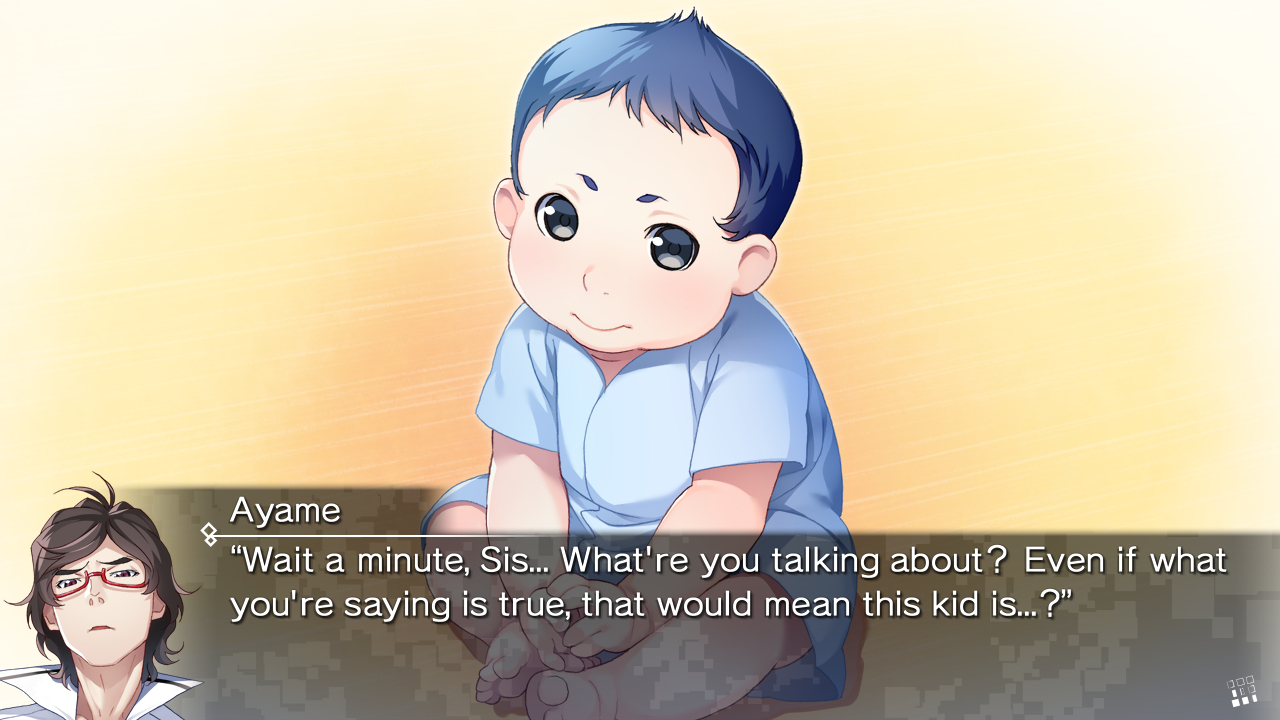 Ayame
“Wait a minute, Sis... What're you talking about? Even if what
you're saying is true, that would mean this kid is...?”